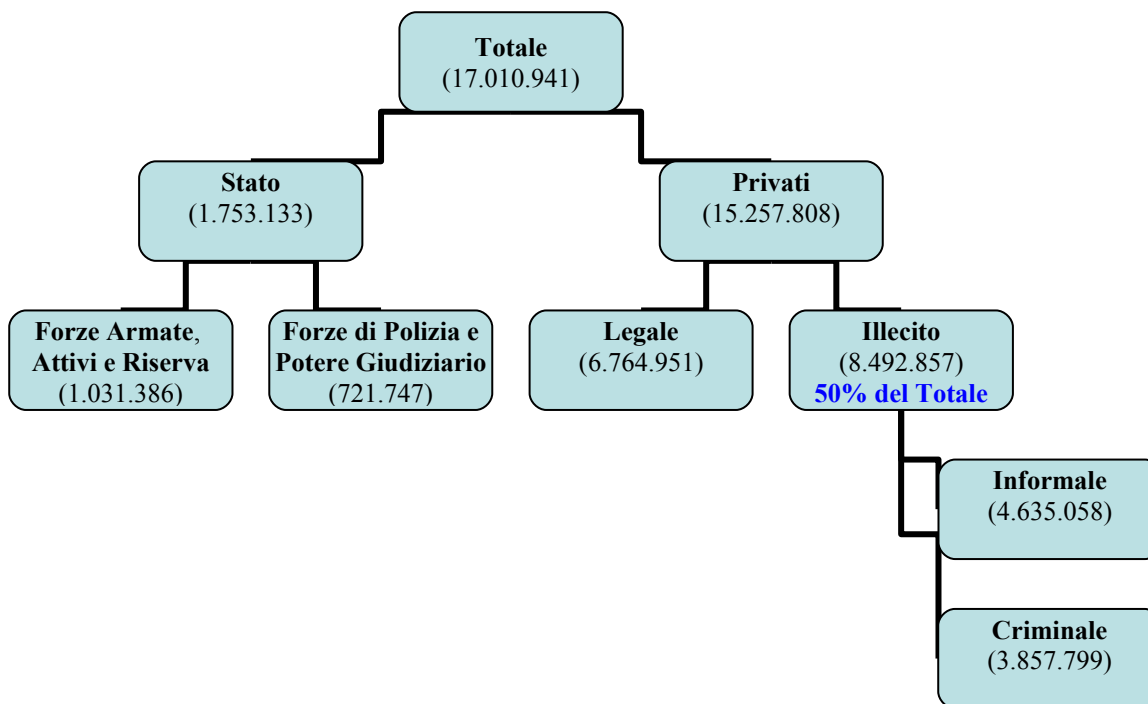 Totale
(17.010.941)
Stato
(1.753.133)
Privati
(15.257.808)
Forze Armate,
Attivi e Riserva
(1.031.386)
Forze di Polizia e
Potere Giudiziario
(721.747)
Legale
(6.764.951)
Illecito
(8.492.857)
50% del Totale
Informale
(4.635.058)
Criminale
(3.857.799)